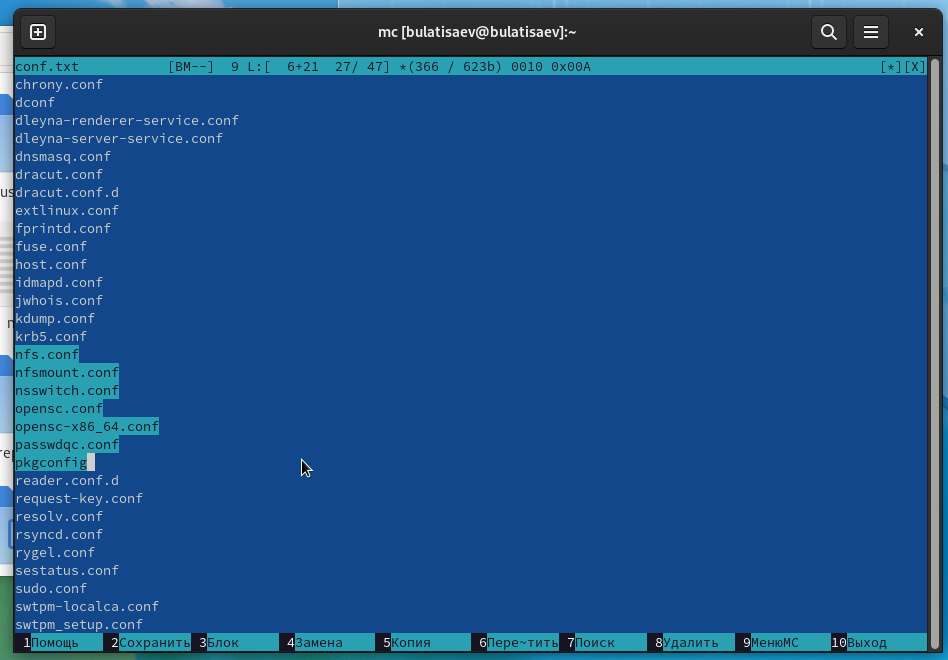 mc [bulatisaev@bulatisaev]:~
conf.txt [BM--] 9 L:[ 6+21 27/ 47] *(366 / 623b) 0010 0x00A [*][X]
chrony.conf
dconf
dleyna-renderer-service.conf
dleyna-server-service.conf
dnsmasq.conf
dracut.conf
dracut.conf.d
extlinux.conf
fprintd.conf
fuse.conf
host.conf
idmapd.conf
jwhois.conf
kdump.conf
krb5.conf
nfs.conf
nfsmount.conf
nsswitch.conf
opensc.conf
opensc-x86_64.conf
passwdqc.conf
pkgconfig
reader.conf.d
request-key.conf
resolv.conf
rsyncd.conf
rygel.conf
sestatus.conf
sudo.conf
swtpm-localca.conf
swtpm_setup.conf
1Помощь 2Сохранить 3Блок 4Замена 5Копия 6Пере~тить 7Поиск 8Удалить 9МенюMC 10Выход